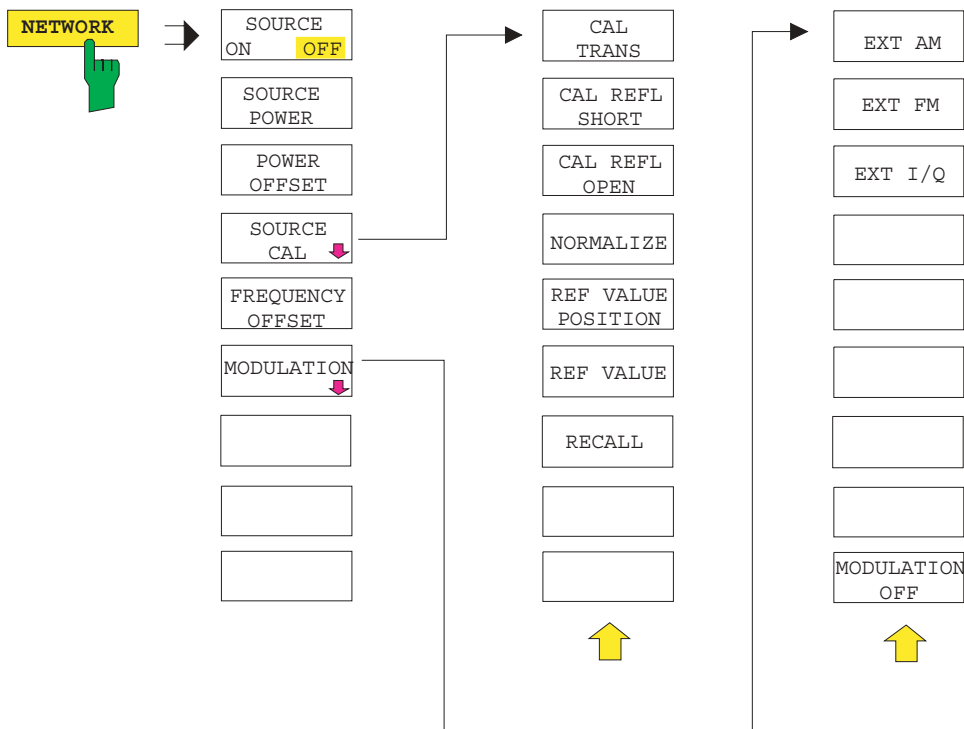 NETWORK
SOURCE
ON OFF
SOURCE
POWER
POWER
OFFSET
SOURCE
CAL
FREQUENCY
OFFSET
MODULATION
CAL
TRANS
CAL REFL
SHORT
CAL REFL
OPEN
NORMALIZE
REF VALUE
POSITION
REF VALUE
RECALL
EXT AM
EXT FM
EXT I/Q
MODULATION
OFF